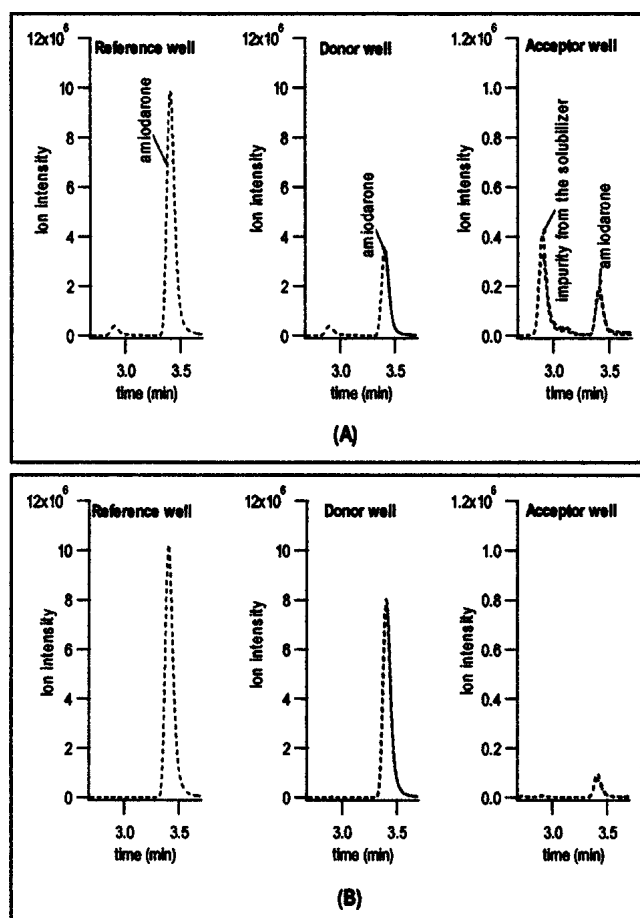 12x10⁶
Reference well
10
8
6
4
2
0
Ion intensity
amiodarone
3.0 3.5
time (min)
12x10⁶
Donor well
10
8
6
4
2
0
Ion intensity
amiodarone
3.0 3.5
time (min)
1.2x10⁶
Acceptor well
1.0
0.8
0.6
0.4
0.2
0.0
Ion intensity
impurity from the solubilizer
amiodarone
3.0 3.5
time (min)
(A)
12x10⁶
Reference well
10
8
6
4
2
0
Ion intensity
3.0 3.5
time (min)
12x10⁶
Donor well
10
8
6
4
2
0
Ion intensity
3.0 3.5
time (min)
1.2x10⁶
Acceptor well
1.0
0.8
0.6
0.4
0.2
0.0
Ion intensity
3.0 3.5
time (min)
(B)